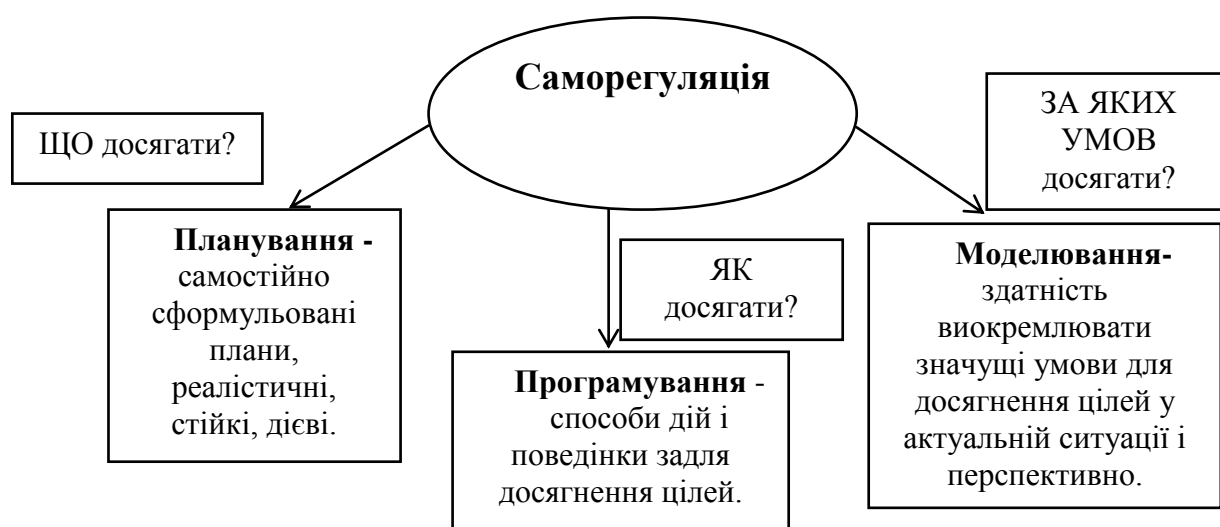 Саморегуляція
ЩО досягати?
ЗА ЯКИХ
УМОВ
досягати?
Планування -
самостійно
сформульовані
плани,
реалістичні,
стійкі, дієві.
ЯК
досягати?
Програмування -
способи дій і
поведінки задля
досягнення цілей.
Моделювання-
здатність
виокремлювати
значущі умови для
досягнення цілей у
актуальній ситуації і
перспективно.